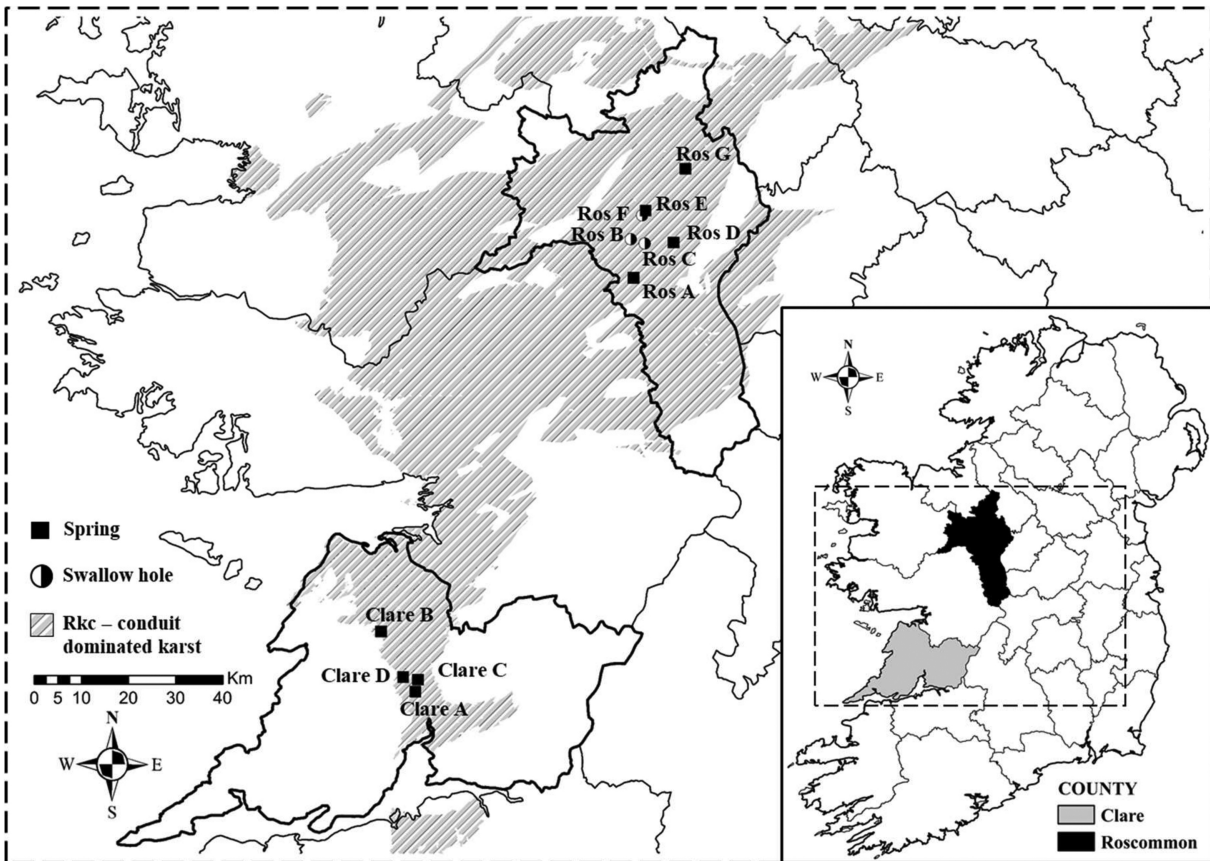 Ros G
Ros F
Ros E
Ros B
Ros D
Ros C
Ros A
Spring
Swallow hole
Rkc – conduit
dominated karst
0 5 10 20 30 40 Km
N
W E
S
Clare B
Clare D
Clare C
Clare A
N
W E
S
COUNTY
Clare
Roscommon